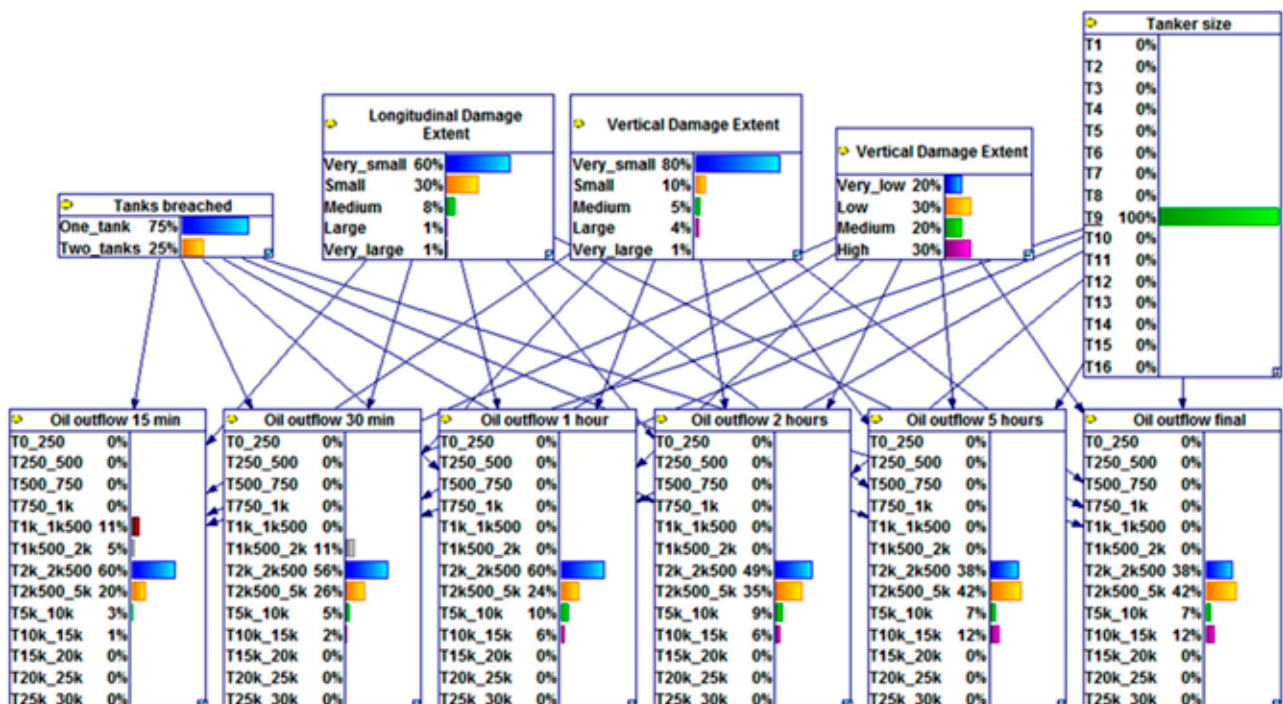 Tanker size
T1 0%
T2 0%
T3 0%
T4 0%
T5 0%
T6 0%
T7 0%
T8 0%
T9 100%
T10 0%
T11 0%
T12 0%
T13 0%
T14 0%
T15 0%
T16 0%
Longitudinal Damage
Extent
Very_small 60%
Small 30%
Medium 8%
Large 1%
Very_large 1%
Vertical Damage Extent
Very_small 80%
Small 10%
Medium 5%
Large 4%
Very_large 1%
Vertical Damage Extent
Very_low 20%
Low 30%
Medium 20%
High 30%
Tanks breached
One_tank 75%
Two_tanks 25%
Oil outflow 15 min
T0_250 0%
T250_500 0%
T500_750 0%
T750_1k 0%
T1k_1k500 11%
T1k500_2k 5%
T2k_2k500 60%
T2k500_5k 20%
T5k_10k 3%
T10k_15k 1%
T15k_20k 0%
T20k_25k 0%
T25k_30k 0%
Oil outflow 30 min
T0_250 0%
T250_500 0%
T500_750 0%
T750_1k 0%
T1k_1k500 0%
T1k500_2k 11%
T2k_2k500 56%
T2k500_5k 26%
T5k_10k 5%
T10k_15k 2%
T15k_20k 0%
T20k_25k 0%
T25k_30k 0%
Oil outflow 1 hour
T0_250 0%
T250_500 0%
T500_750 0%
T750_1k 0%
T1k_1k500 0%
T1k500_2k 0%
T2k_2k500 60%
T2k500_5k 24%
T5k_10k 10%
T10k_15k 6%
T15k_20k 0%
T20k_25k 0%
T25k_30k 0%
Oil outflow 2 hours
T0_250 0%
T250_500 0%
T500_750 0%
T750_1k 0%
T1k_1k500 0%
T1k500_2k 0%
T2k_2k500 49%
T2k500_5k 35%
T5k_10k 9%
T10k_15k 6%
T15k_20k 0%
T20k_25k 0%
T25k_30k 0%
Oil outflow 5 hours
T0_250 0%
T250_500 0%
T500_750 0%
T750_1k 0%
T1k_1k500 0%
T1k500_2k 0%
T2k_2k500 38%
T2k500_5k 42%
T5k_10k 7%
T10k_15k 12%
T15k_20k 0%
T20k_25k 0%
T25k_30k 0%
Oil outflow final
T0_250 0%
T250_500 0%
T500_750 0%
T750_1k 0%
T1k_1k500 0%
T1k500_2k 0%
T2k_2k500 38%
T2k500_5k 42%
T5k_10k 7%
T10k_15k 12%
T15k_20k 0%
T20k_25k 0%
T25k_30k 0%